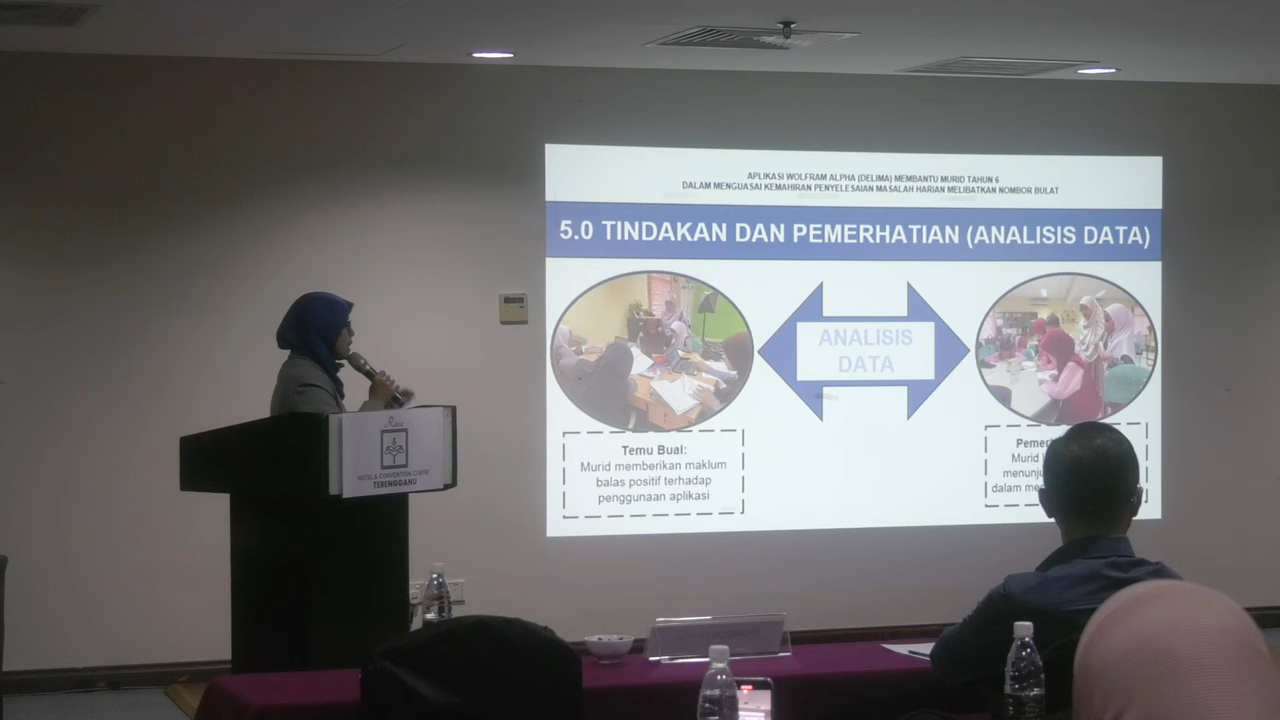 APLIKASI WOLFRAM ALPHA (DELIMA) MEMBANTU MURID TAHUN 6
DALAM MENGUASAI KEMAHIRAN PENYELESAIAN MASALAH HARIAN MELIBATKAN NOMBOR BULAT
5.0 TINDAKAN DAN PEMERHATIAN (ANALISIS DATA)
ANALISIS
DATA
Temu Bual:
Murid memberikan maklum
balas positif terhadap
penggunaan aplikasi
Murid
dalam
Raia
HOTEL & CONVENTION CENTRE
TERENGGANU